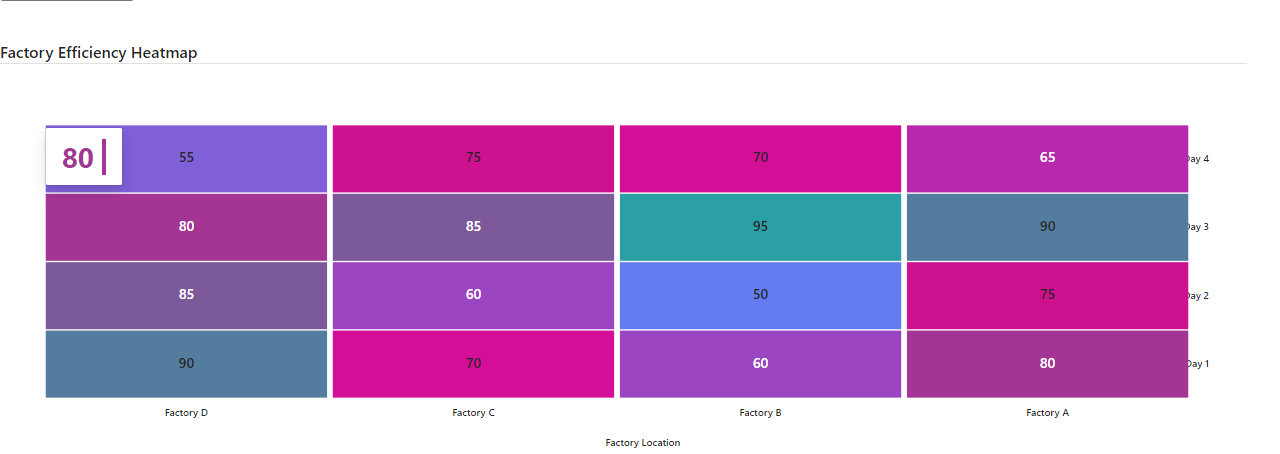 Factory Efficiency Heatmap
80
55 75 70 65 Day 4
80 85 95 90 Day 3
85 60 50 75 Day 2
90 70 60 80 Day 1
Factory D Factory C Factory B Factory A
Factory Location